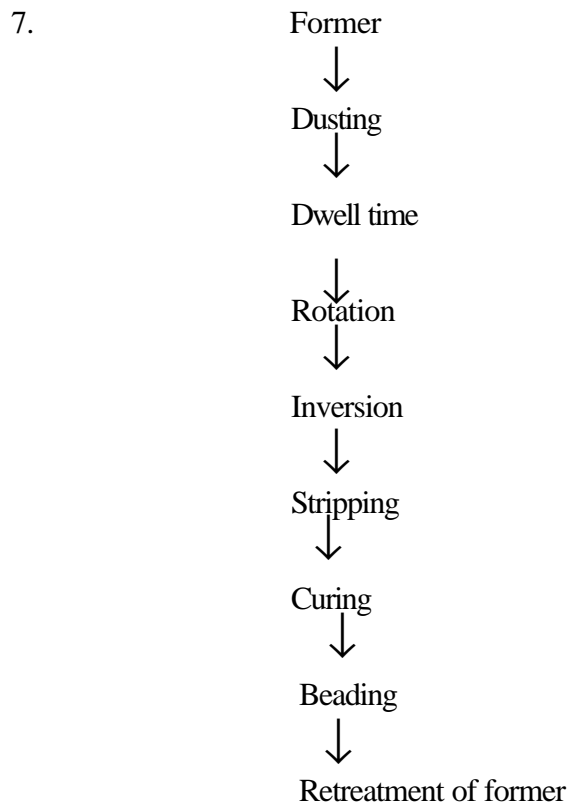 7. Former
Dusting
Dwell time
Rotation
Inversion
Stripping
Curing
Beading
Retreatment of former